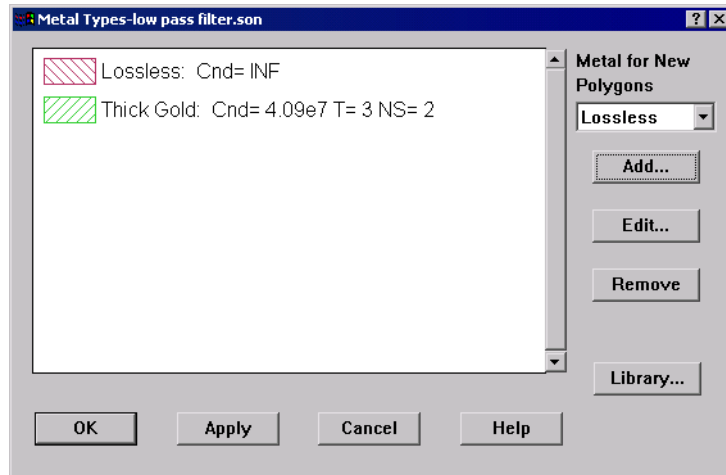 Metal Types-low pass filter.son
Lossless: Cnd= INF
Thick Gold: Cnd= 4.09e7 T= 3 NS= 2
Metal for New
Polygons
Lossless
Add...
Edit...
Remove
Library...
OK
Apply
Cancel
Help